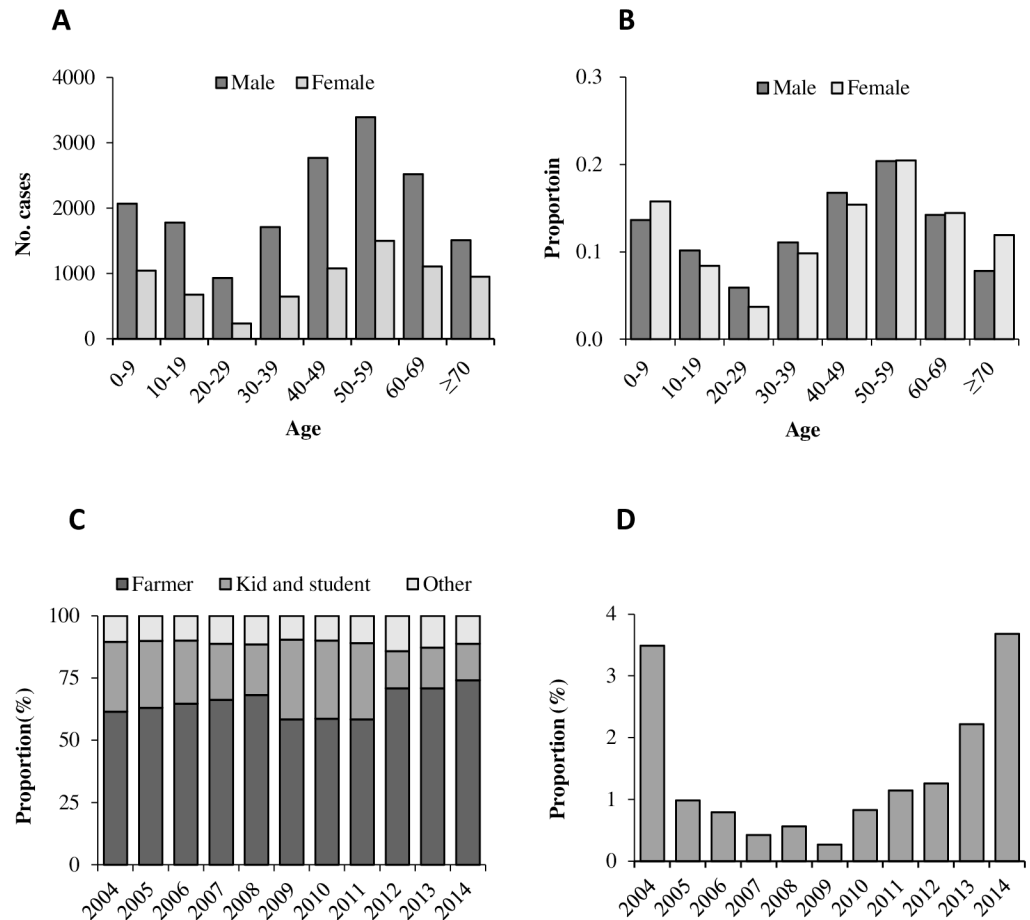 A
Male Female
4000
3000
2000
1000
0
No. cases
0-9 10-19 20-29 30-39 40-49 50-59 60-69 ≥70
Age
B
Male Female
0.3
0.2
0.1
0.0
Proportoin
0-9 10-19 20-29 30-39 40-49 50-59 60-69 ≥70
Age
C
Farmer Kid and student Other
100
75
50
25
0
Proportion(%)
2004 2005 2006 2007 2008 2009 2010 2011 2012 2013 2014
D
4
3
2
1
0
Proportion (%)
2004 2005 2006 2007 2008 2009 2010 2011 2012 2013 2014